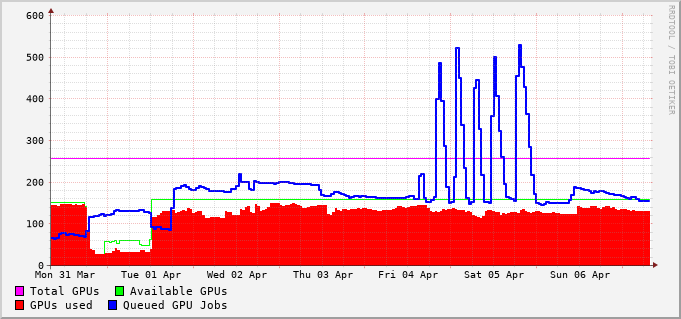 600
500
400
300
200
100
0
Mon 31 Mar Tue 01 Apr Wed 02 Apr Thu 03 Apr Fri 04 Apr Sat 05 Apr Sun 06 Apr
Total GPUs Available GPUs
GPUs used Queued GPU Jobs
RRDTOOL / TOBI OETIKER